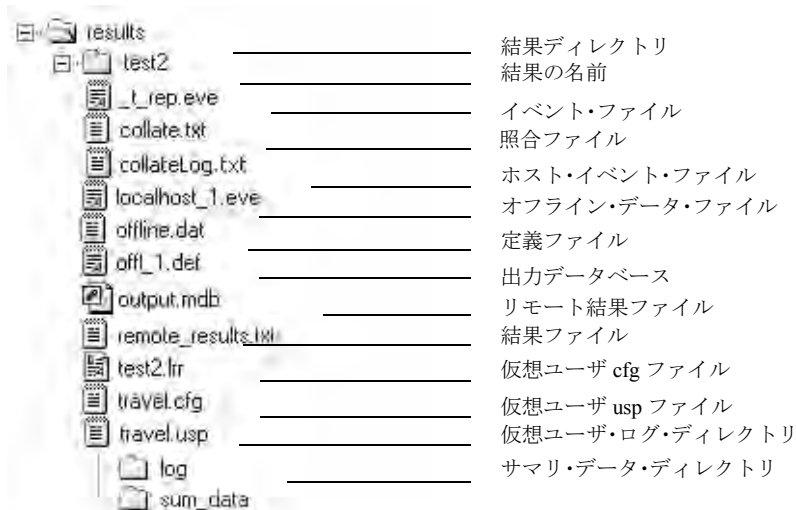 results
test2
_t_rep.eve
collate.txt
collateLog.txt
localhost_1.eve
offline.dat
offl_1.def
output.mdb
remote_results.txt
test2.lrr
travel.cfg
travel.usp
log
sum_data
結果ディレクトリ
結果の名前
イベント・ファイル
照合ファイル
ホスト・イベント・ファイル
オフライン・データ・ファイル
定義ファイル
出力データベース
リモート結果ファイル
結果ファイル
仮想ユーザ cfg ファイル
仮想ユーザ usp ファイル
仮想ユーザ・ログ・ディレクトリ
サマリ・データ・ディレクトリ